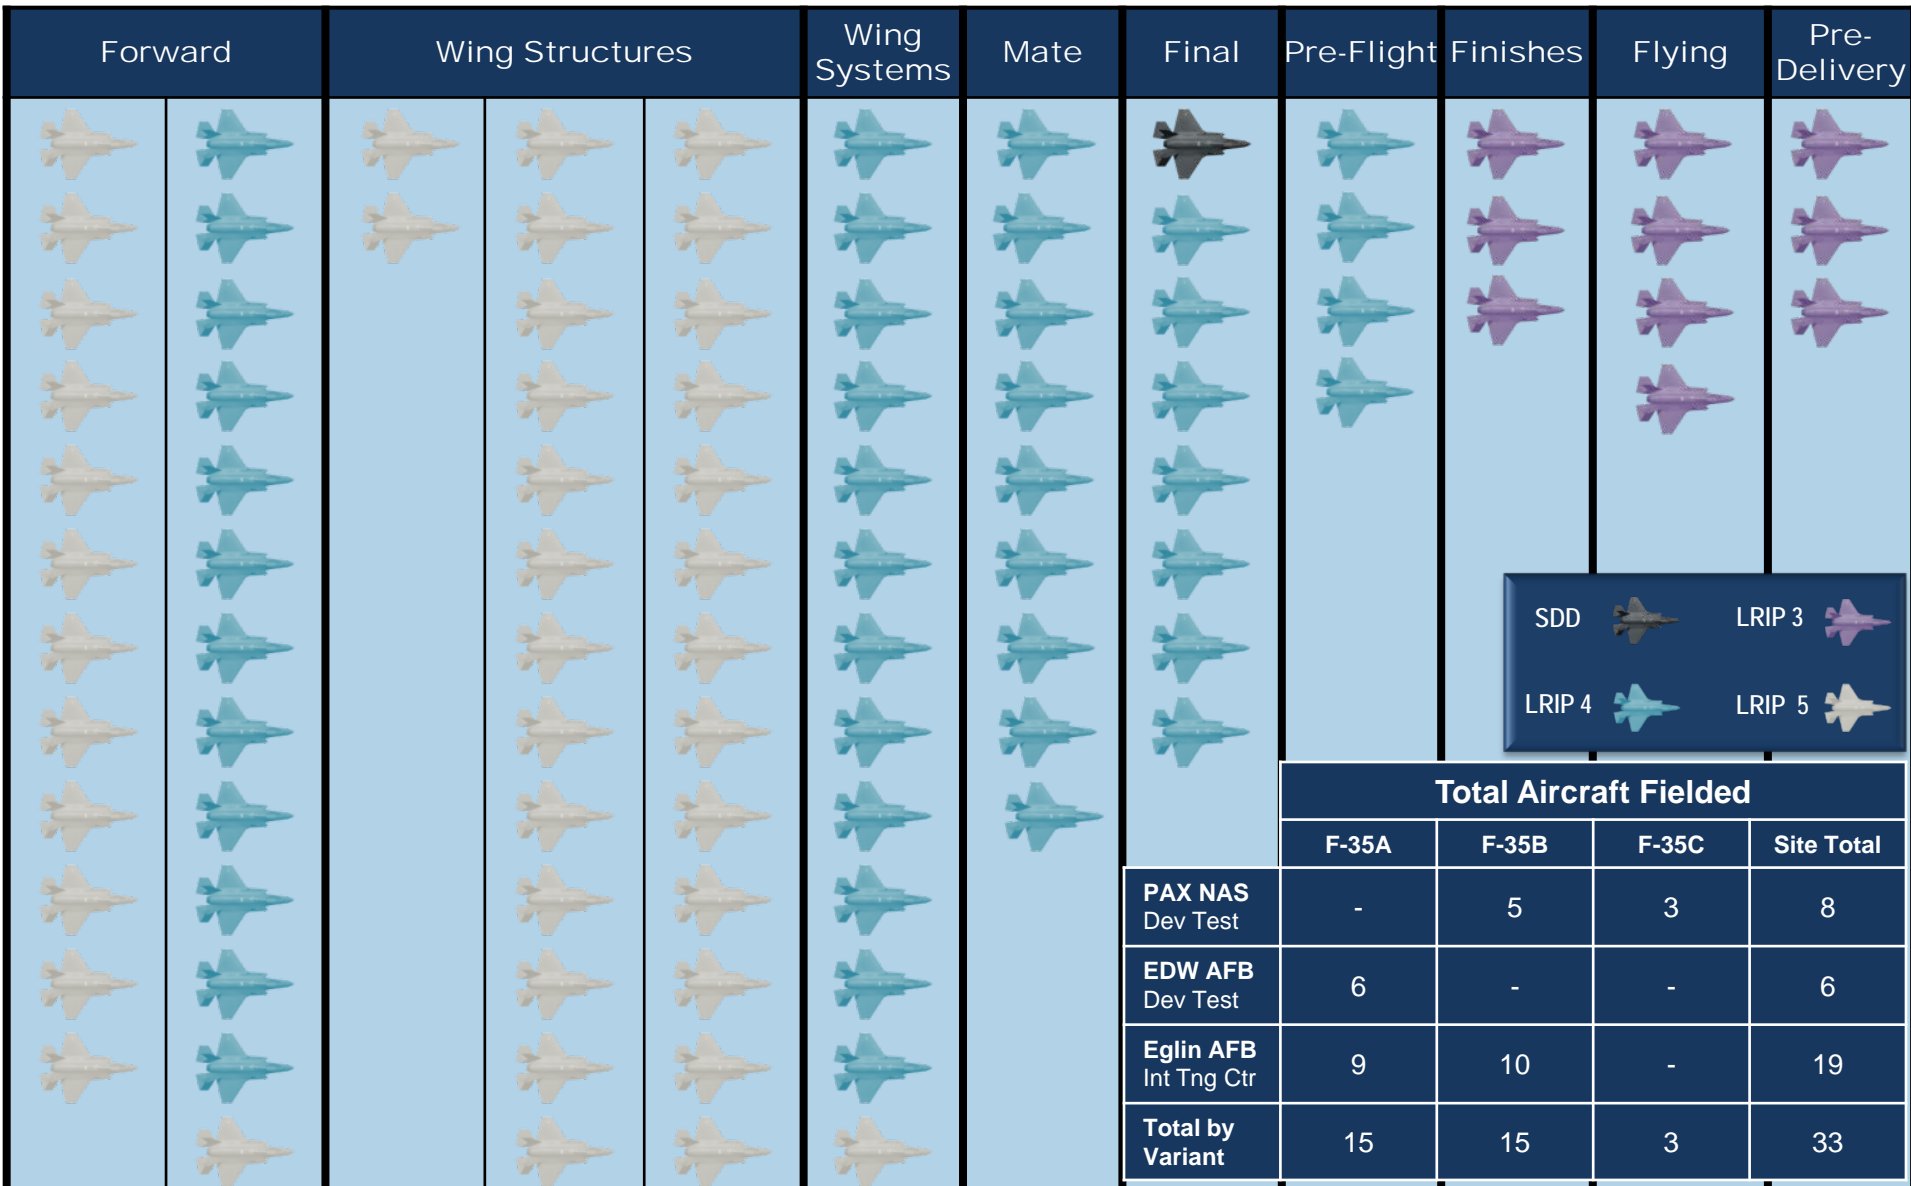 Forward
Wing Structures
Wing
Systems
Mate
Final
Pre-Flight
Finishes
Flying
Pre-
Delivery
SDD
LRIP 3
LRIP 4
LRIP 5
Total Aircraft Fielded
F-35A F-35B F-35C Site Total
PAX NAS
Dev Test
- 5 3 8
EDW AFB
Dev Test
6 - - 6
Eglin AFB
Int Tng Ctr
9 10 - 19
Total by
Variant
15 15 3 33